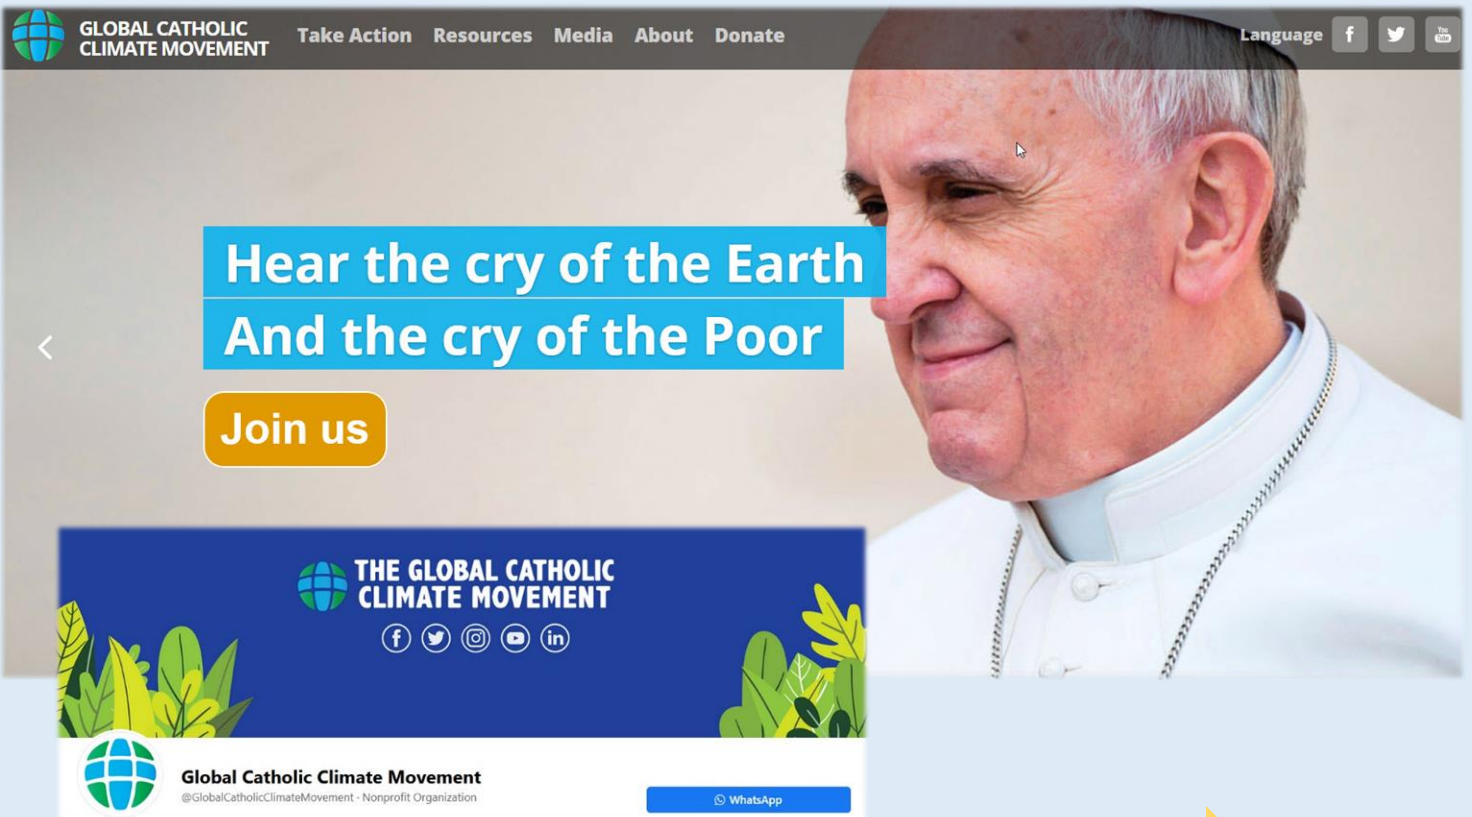 GLOBAL CATHOLIC
CLIMATE MOVEMENT
Take Action Resources Media About Donate
Language
You
Tube
Hear the cry of the Earth
And the cry of the Poor
Join us
THE GLOBAL CATHOLIC
CLIMATE MOVEMENT
Global Catholic Climate Movement
@GlobalCatholicClimateMovement · Nonprofit Organization
WhatsApp